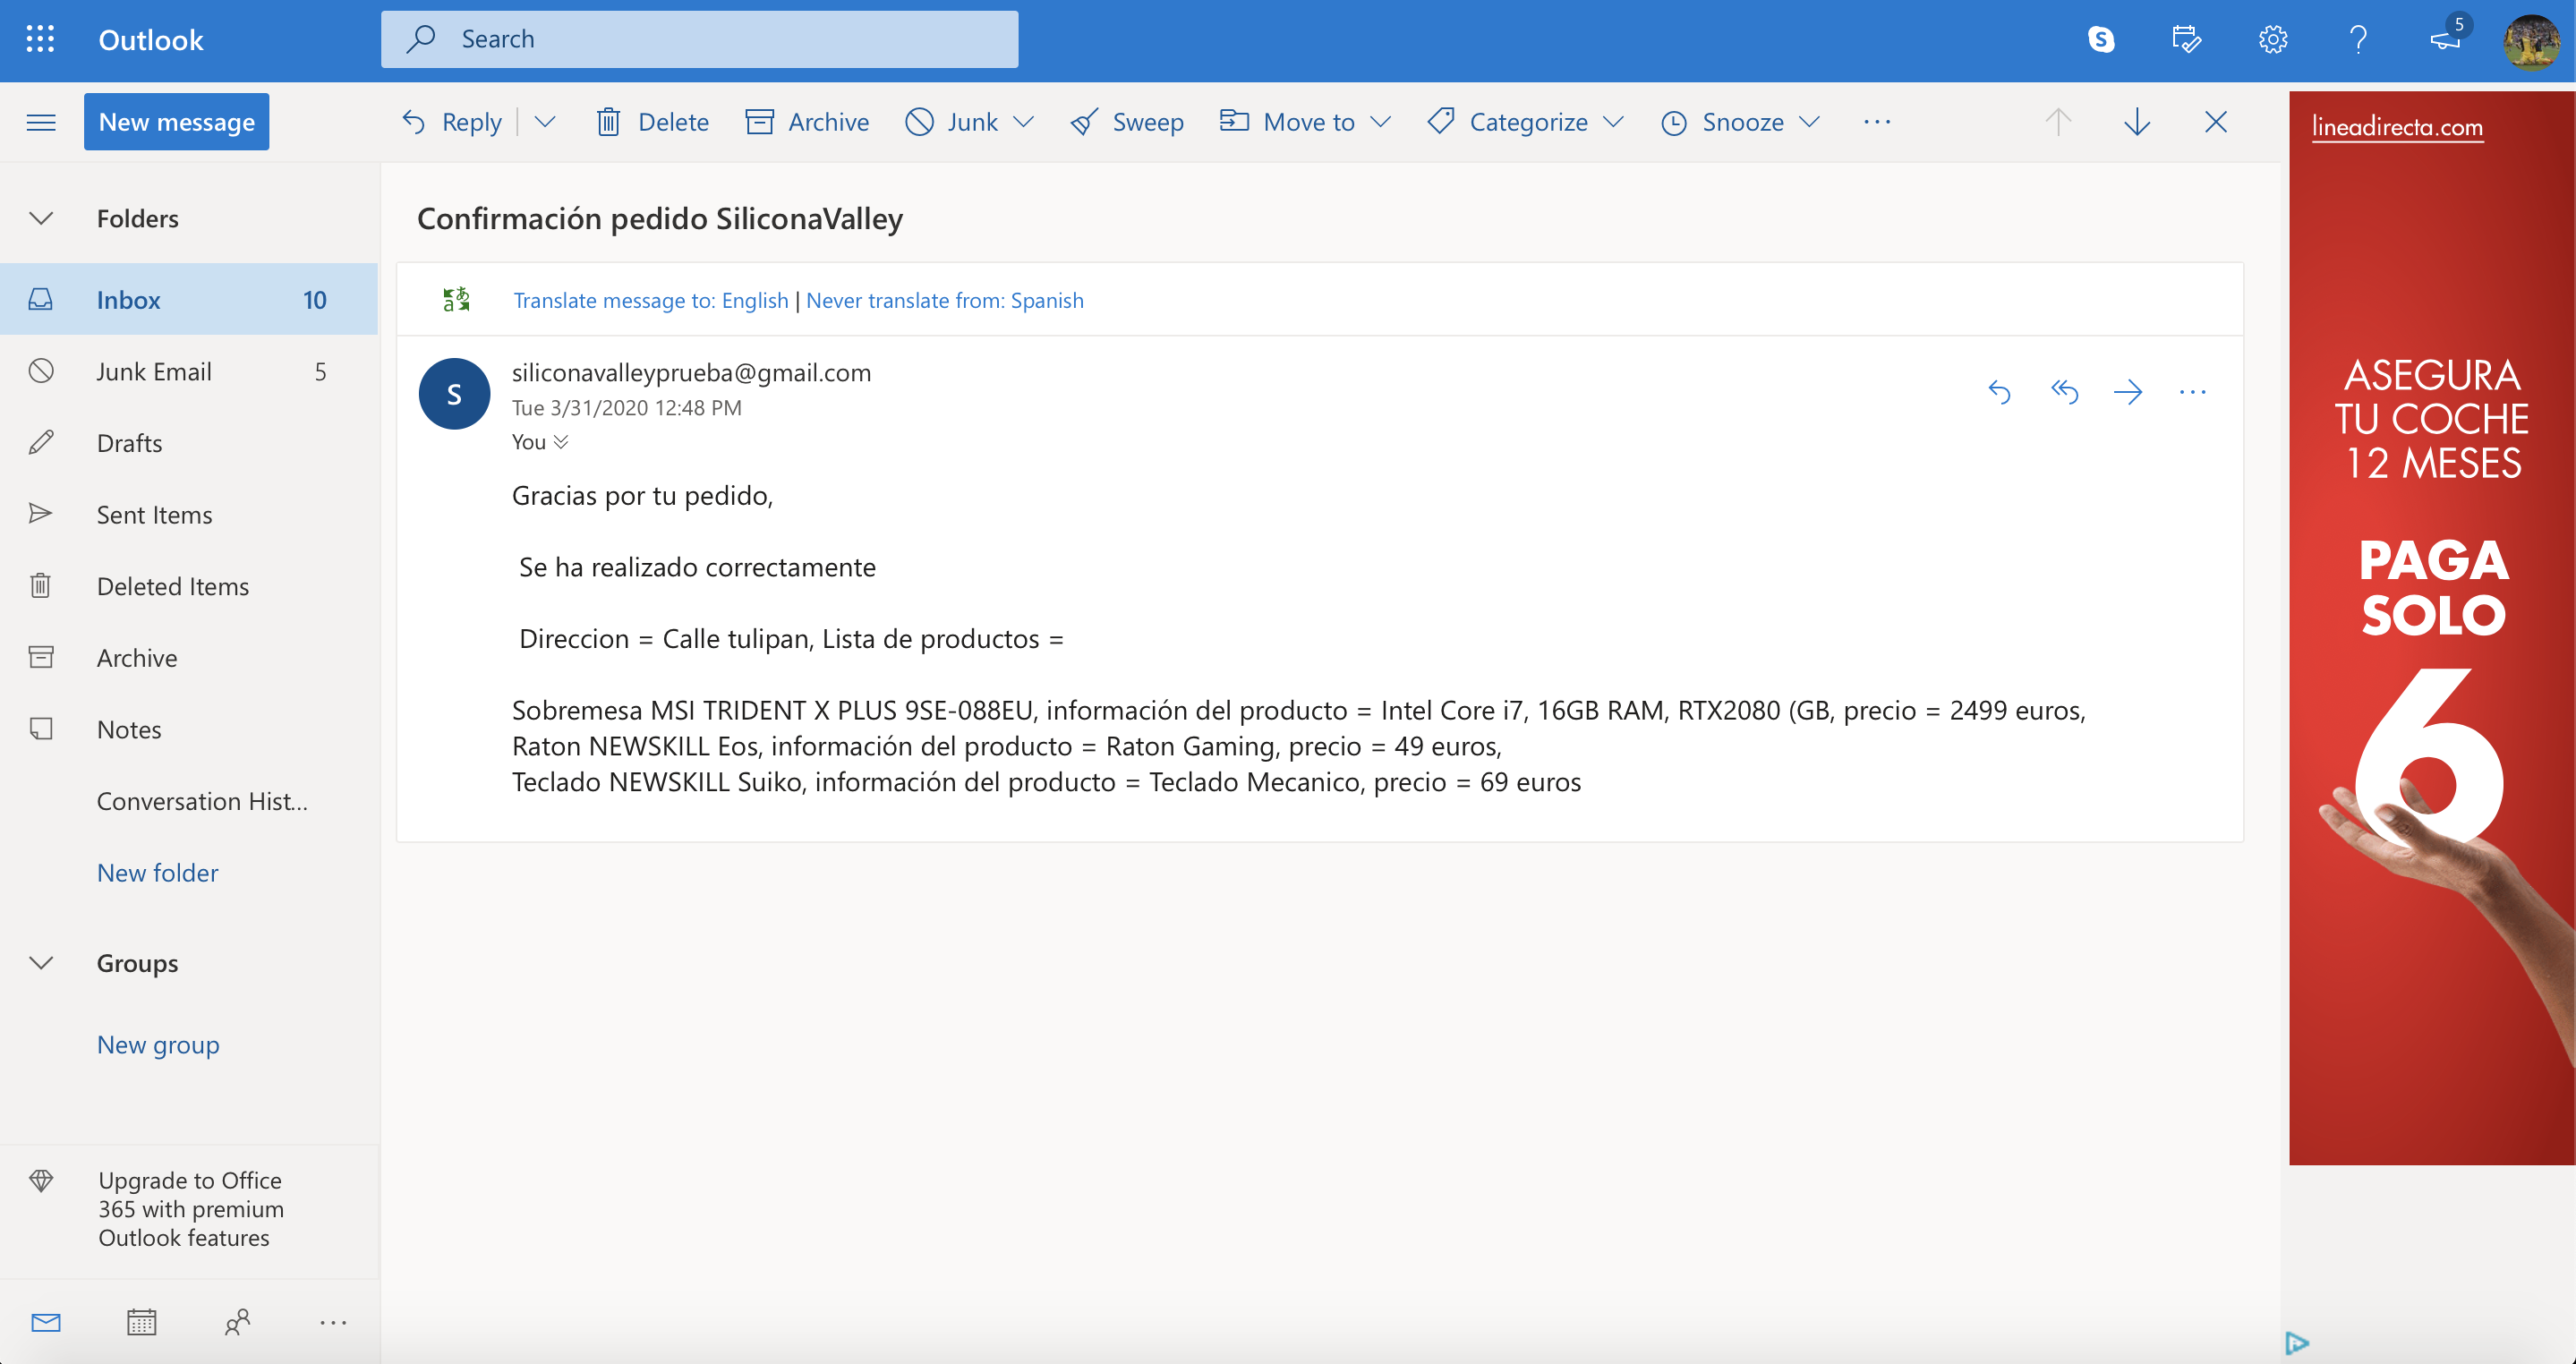 Outlook
Search
5
New message
Reply
Delete
Archive
Junk
Sweep
Move to
Categorize
Snooze
Folders
Inbox 10
Junk Email 5
Drafts
Sent Items
Deleted Items
Archive
Notes
Conversation Hist...
New folder
Groups
New group
Upgrade to Office
365 with premium
Outlook features
Confirmación pedido SiliconaValley
Translate message to: English | Never translate from: Spanish
S
siliconavalleyprueba@gmail.com
Tue 3/31/2020 12:48 PM
You
Gracias por tu pedido,
Se ha realizado correctamente
Direccion = Calle tulipan, Lista de productos =
Sobremesa MSI TRIDENT X PLUS 9SE-088EU, información del producto = Intel Core i7, 16GB RAM, RTX2080 (GB, precio = 2499 euros,
Raton NEWSKILL Eos, información del producto = Raton Gaming, precio = 49 euros,
Teclado NEWSKILL Suiko, información del producto = Teclado Mecanico, precio = 69 euros
lineadirecta.com
ASEGURA
TU COCHE
12 MESES
PAGA
SOLO
6